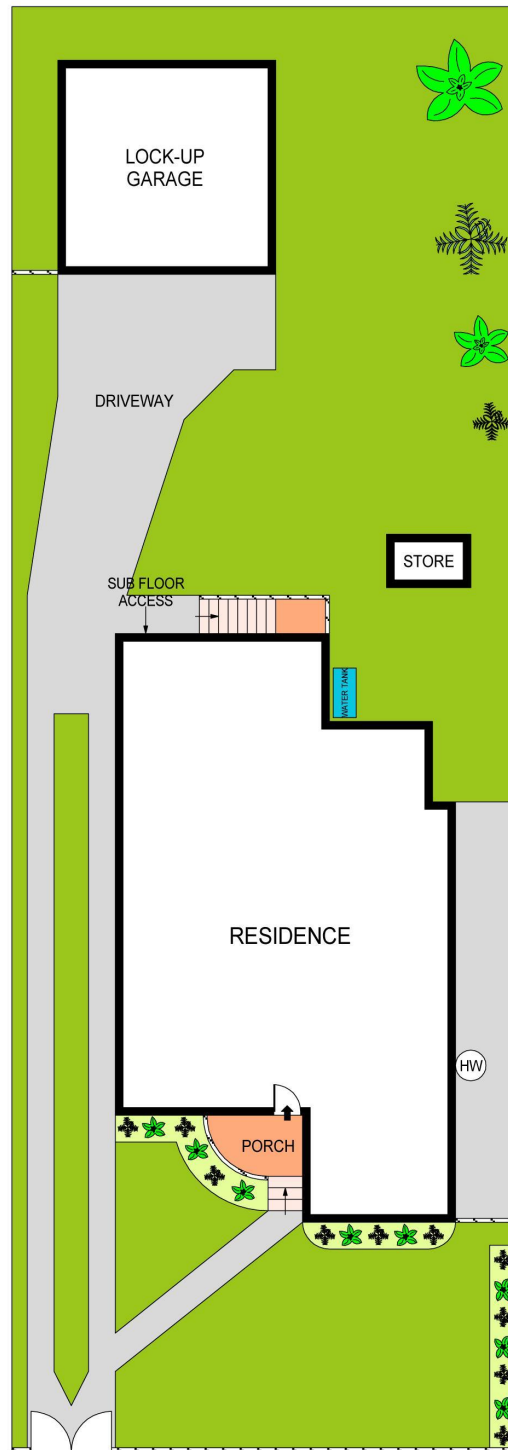 LOCK-UP
GARAGE
DRIVEWAY
STORE
SUB FLOOR
ACCESS
WATER TANK
RESIDENCE
HW
PORCH